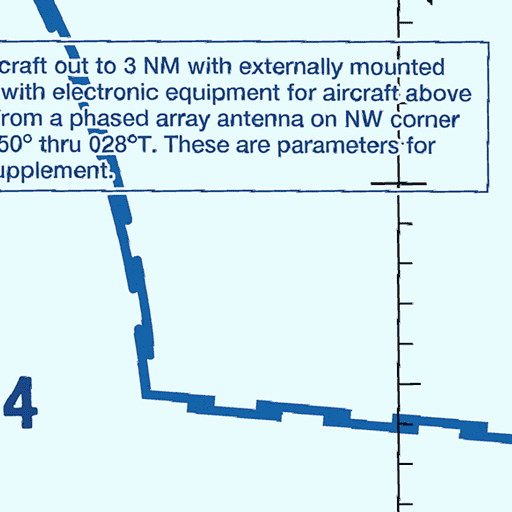 craft out to 3 NM with externally mounted
with electronic equipment for aircraft above
from a phased array antenna on NW corner
50° thru 028°T. These are parameters for
upplement.
4